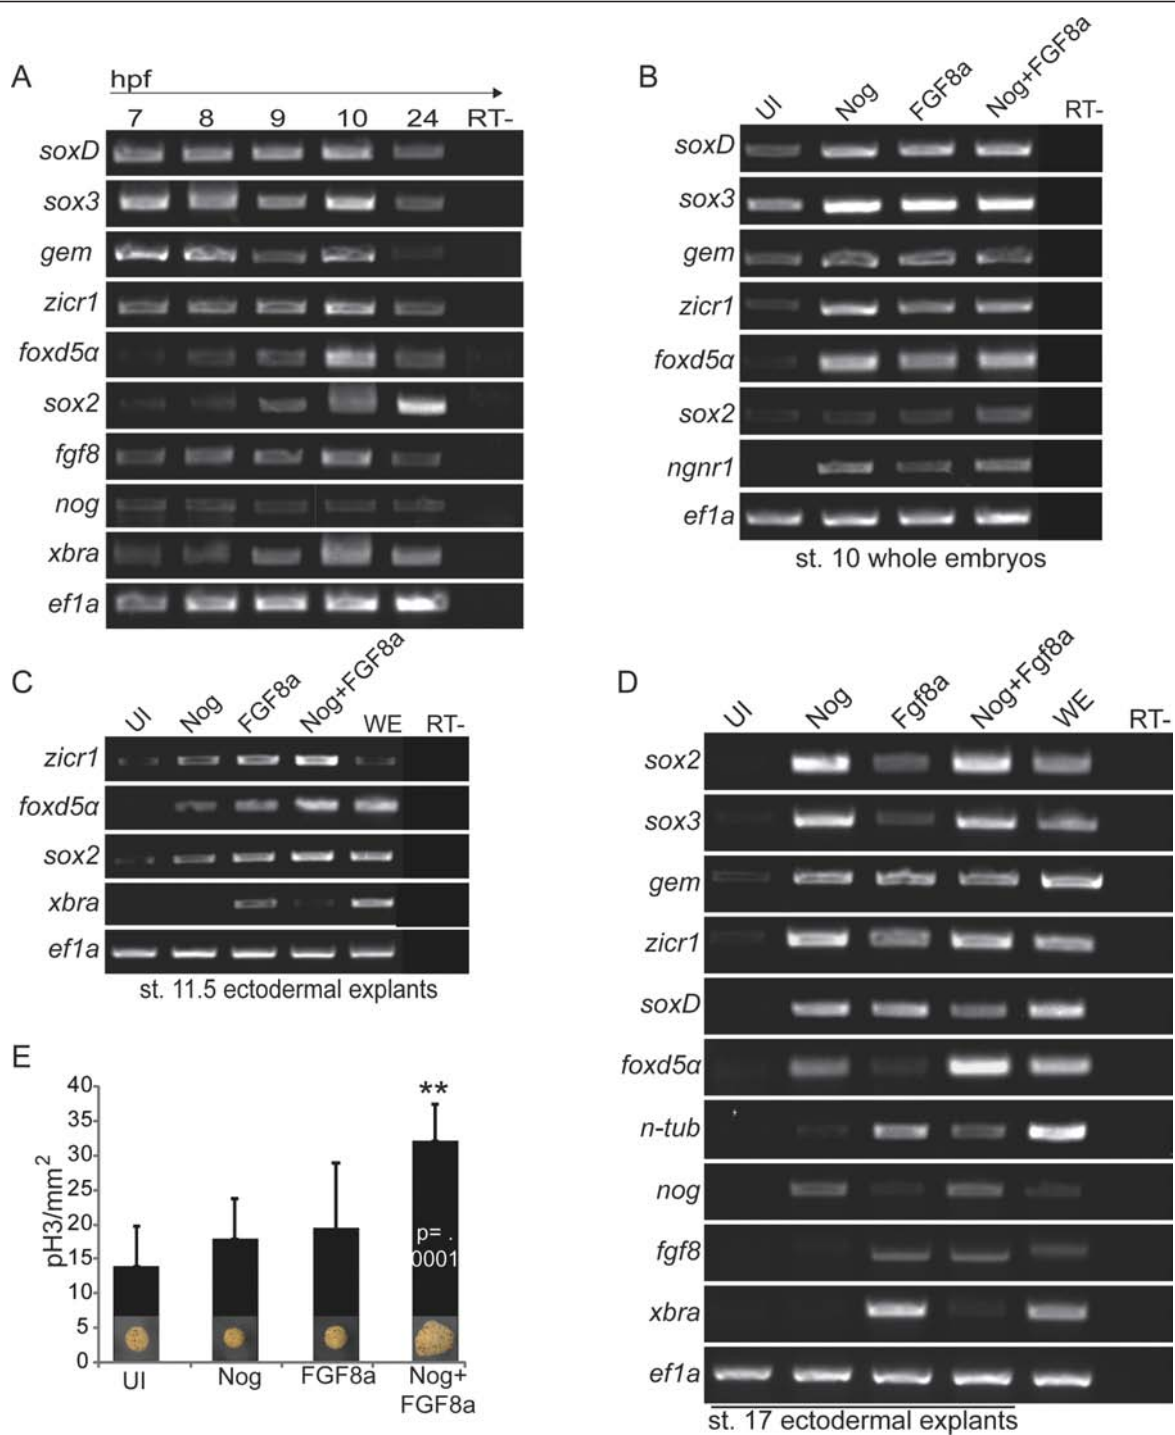 A
hpf
7 8 9 10 24 RT-
soxD
sox3
gem
zicr1
foxd5α
sox2
fgf8
nog
xbra
ef1a
B
UI Nog FGF8a Nog+FGF8a RT-
soxD
sox3
gem
zicr1
foxd5α
sox2
ngnr1
ef1a
st. 10 whole embryos
C
UI Nog FGF8a Nog+FGF8a WE RT-
zicr1
foxd5α
sox2
xbra
ef1a
st. 11.5 ectodermal explants
D
UI Nog Fgf8a Nog+Fgf8a WE RT-
sox2
sox3
gem
zicr1
soxD
foxd5α
n-tub
nog
fgf8
xbra
ef1a
st. 17 ectodermal explants
E
pH3/mm²
40
35
30
25
20
15
10
5
0
**
p= .
0001
UI Nog FGF8a Nog+
FGF8a